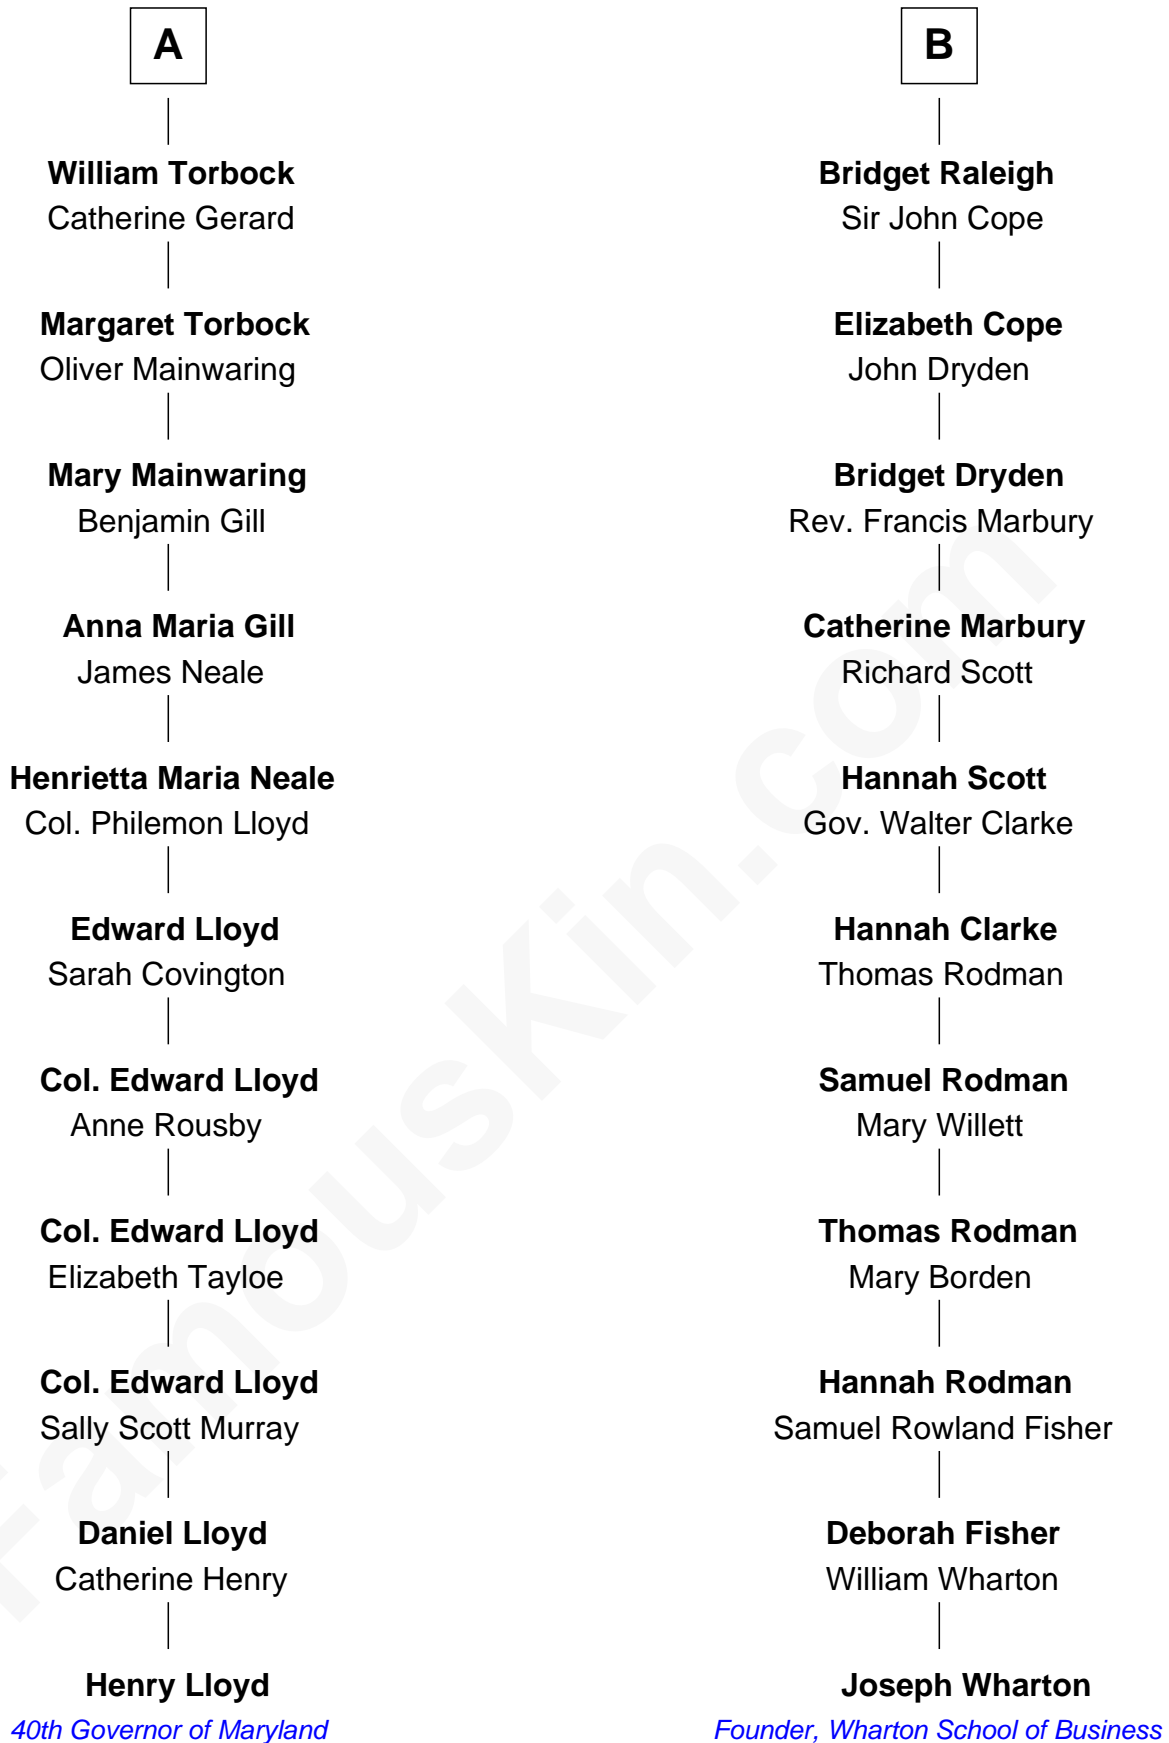 A
William Torbock
Catherine Gerard
Margaret Torbock
Oliver Mainwaring
Mary Mainwaring
Benjamin Gill
Anna Maria Gill
James Neale
Henrietta Maria Neale
Col. Philemon Lloyd
Edward Lloyd
Sarah Covington
Col. Edward Lloyd
Anne Rousby
Col. Edward Lloyd
Elizabeth Tayloe
Col. Edward Lloyd
Sally Scott Murray
Daniel Lloyd
Catherine Henry
Henry Lloyd
40th Governor of Maryland
B
Bridget Raleigh
Sir John Cope
Elizabeth Cope
John Dryden
Bridget Dryden
Rev. Francis Marbury
Catherine Marbury
Richard Scott
Hannah Scott
Gov. Walter Clarke
Hannah Clarke
Thomas Rodman
Samuel Rodman
Mary Willett
Thomas Rodman
Mary Borden
Hannah Rodman
Samuel Rowland Fisher
Deborah Fisher
William Wharton
Joseph Wharton
Founder, Wharton School of Business
FamousKin.com